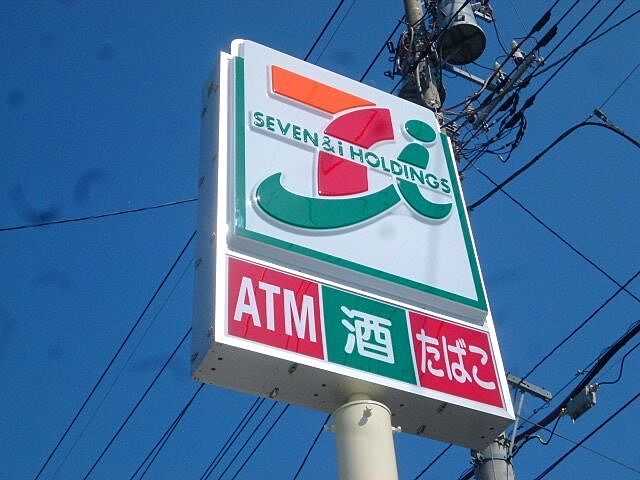 SEVEN & i HOLDINGS
ATM 酒 たばこ